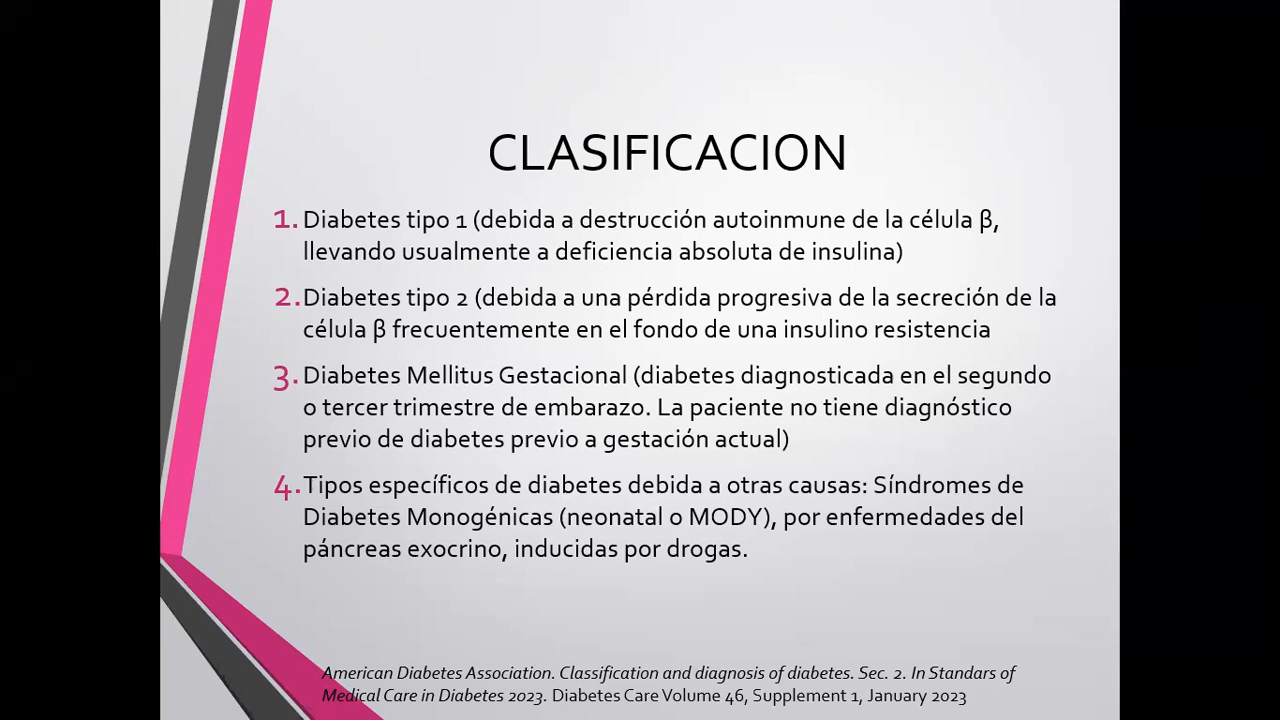 CLASIFICACION
1. Diabetes tipo 1 (debida a destrucción autoinmune de la célula β,
llevando usualmente a deficiencia absoluta de insulina)
2. Diabetes tipo 2 (debida a una pérdida progresiva de la secreción de la
célula β frecuentemente en el fondo de una insulino resistencia
3. Diabetes Mellitus Gestacional (diabetes diagnosticada en el segundo
o tercer trimestre de embarazo. La paciente no tiene diagnóstico
previo de diabetes previo a gestación actual)
4. Tipos específicos de diabetes debida a otras causas: Síndromes de
Diabetes Monogénicas (neonatal o MODY), por enfermedades del
páncreas exocrino, inducidas por drogas.
American Diabetes Association. Classification and diagnosis of diabetes. Sec. 2. In Standars of
Medical Care in Diabetes 2023. Diabetes Care Volume 46, Supplement 1, January 2023